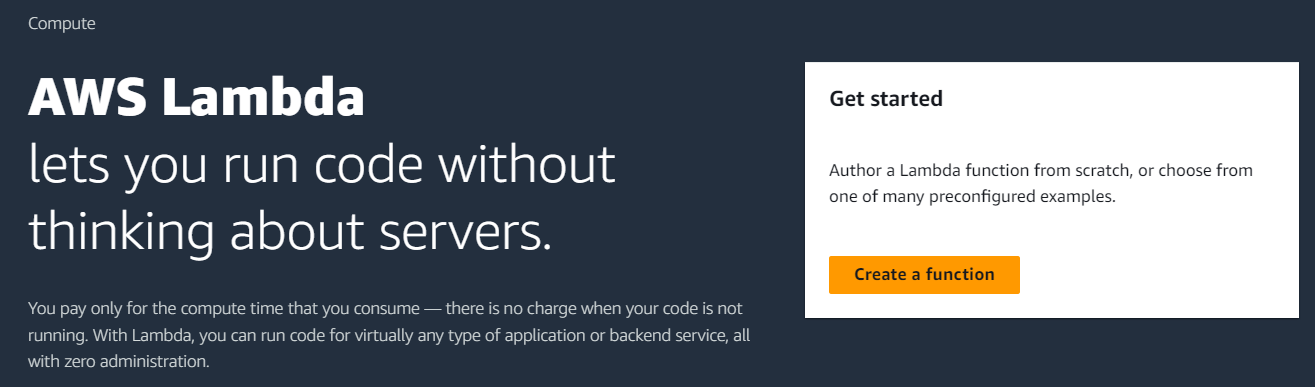 Compute
AWS Lambda
lets you run code without
thinking about servers.
You pay only for the compute time that you consume — there is no charge when your code is not
running. With Lambda, you can run code for virtually any type of application or backend service, all
with zero administration.
Get started
Author a Lambda function from scratch, or choose from
one of many preconfigured examples.
Create a function